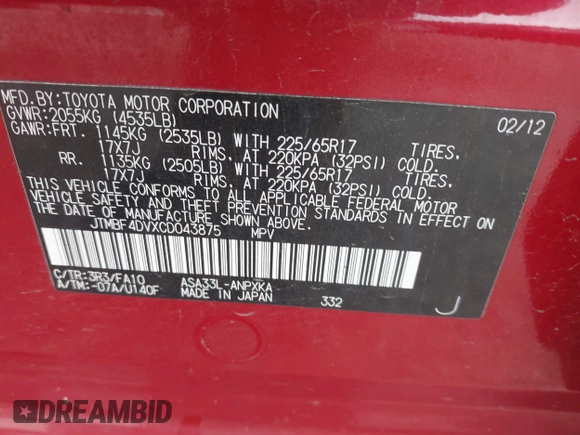 MFD. BY: TOYOTA MOTOR CORPORATION 02/12
GVWR: 2055KG (4535LB)
GAWR: FRT. 1145KG (2535LB) WITH 225/65R17 TIRES,
17X7J RIMS, AT 220KPA (32PSI) COLD.
RR. 1135KG (2505LB) WITH 225/65R17 TIRES,
17X7J RIMS, AT 220KPA (32PSI) COLD.
THIS VEHICLE CONFORMS TO ALL APPLICABLE FEDERAL MOTOR
VEHICLE SAFETY AND THEFT PREVENTION STANDARDS IN EFFECT ON
THE DATE OF MANUFACTURE SHOWN ABOVE.
JTMBF4DVXCD043875 MPV
C/TR: 3R3/FA10 ASA33L-ANPXKA
A/TM: -07A/U140F MADE IN JAPAN 332 J
DREAMBID